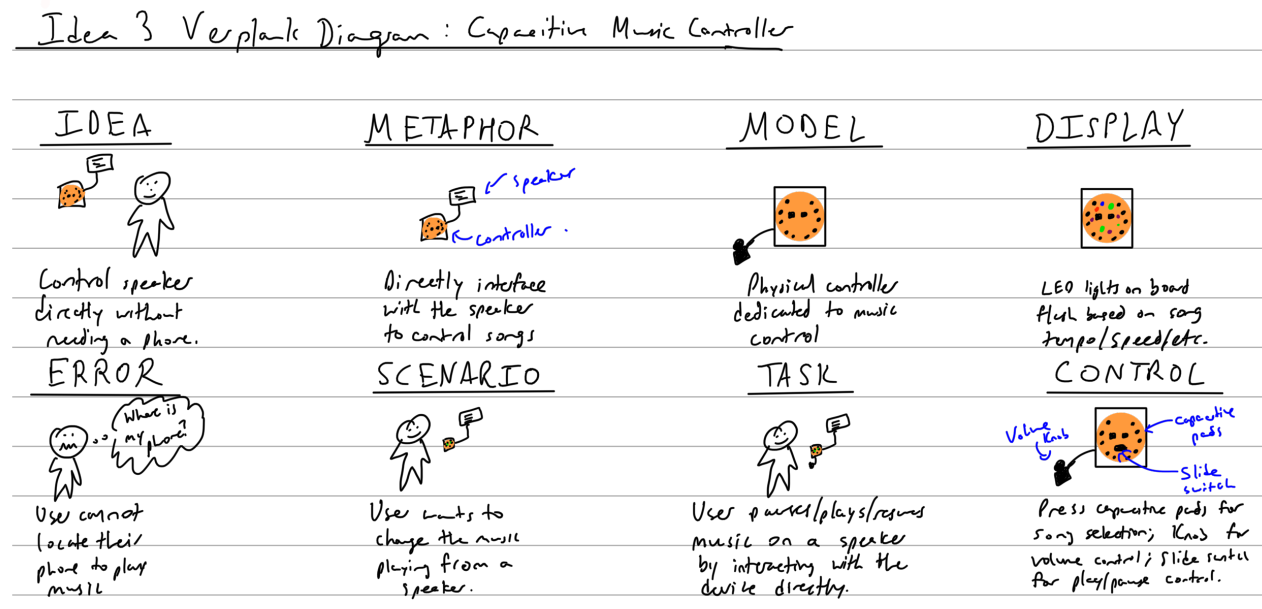 Idea 3 Verplank Diagram: Capacitive Music Controller
IDEA
Control speaker
directly without
needing a phone.
METAPHOR
speaker
controller.
Directly interface
with the speaker
to control songs
MODEL
Physical controller
dedicated to music
control
DISPLAY
LED lights on board
flash based on song
tempo/speed/etc.
ERROR
Where is
my phone?
User cannot
locate their
phone to play
music
SCENARIO
User wants to
change the music
playing from a
speaker.
TASK
User pauses/plays/resumes
music on a speaker
by interacting with the
device directly.
CONTROL
Volume
Knob
capacitive
pads
Slide
switch
Press capacitive pads for
song selection; Knob for
volume control; slide switch
for play/pause control.